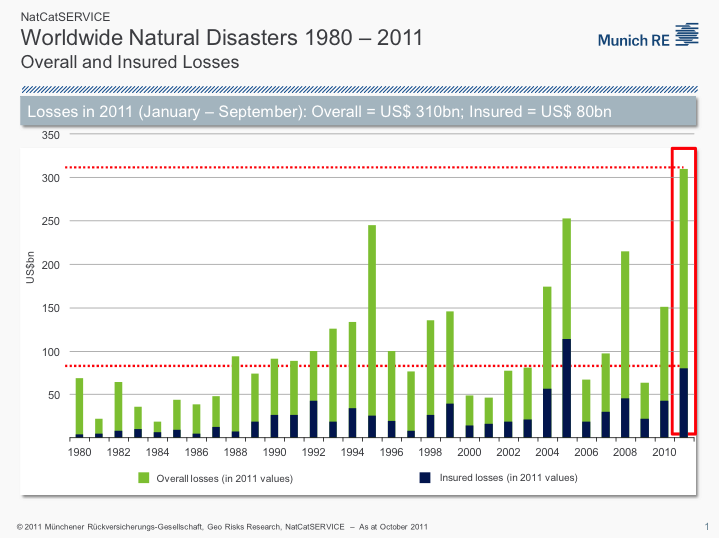 NatCatSERVICE
Worldwide Natural Disasters 1980 – 2011
Overall and Insured Losses
Munich RE
Losses in 2011 (January – September): Overall = US$ 310bn; Insured = US$ 80bn
350
300
250
200
150
100
50
US$bn
1980 1982 1984 1986 1988 1990 1992 1994 1996 1998 2000 2002 2004 2006 2008 2010
Overall losses (in 2011 values) Insured losses (in 2011 values)
© 2011 Münchener Rückversicherungs-Gesellschaft, Geo Risks Research, NatCatSERVICE – As at October 2011
1